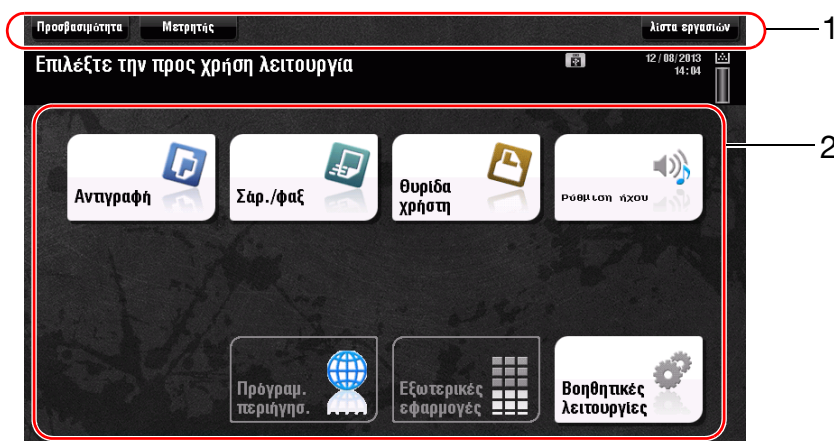 Προσβασιμότητα Μετρητής λίστα εργασιών 1
Επιλέξτε την προς χρήση λειτουργία
12/08/2013
14:04
2
Αντιγραφή
Σάρ./φαξ
Θυρίδα
χρήστη
Ρύθμιση ήχου
Πρόγραμ.
περιήγησ.
Εξωτερικές
εφαρμογές
Βοηθητικές
λειτουργίες